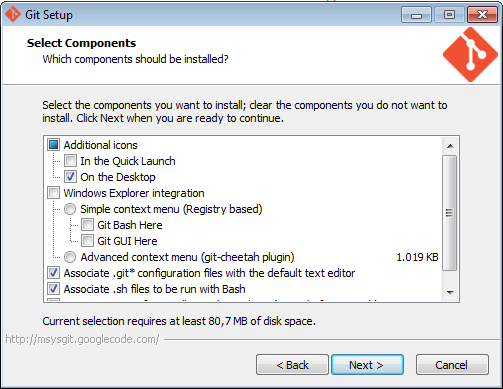 Git Setup
Select Components
Which components should be installed?
Select the components you want to install; clear the components you do not want to
install. Click Next when you are ready to continue.
Additional icons
In the Quick Launch
On the Desktop
Windows Explorer integration
Simple context menu (Registry based)
Git Bash Here
Git GUI Here
Advanced context menu (git-cheetah plugin) 1.019 KB
Associate .git* configuration files with the default text editor
Associate .sh files to be run with Bash
Current selection requires at least 80,7 MB of disk space.
http://msysgit.googlecode.com/
< Back Next > Cancel